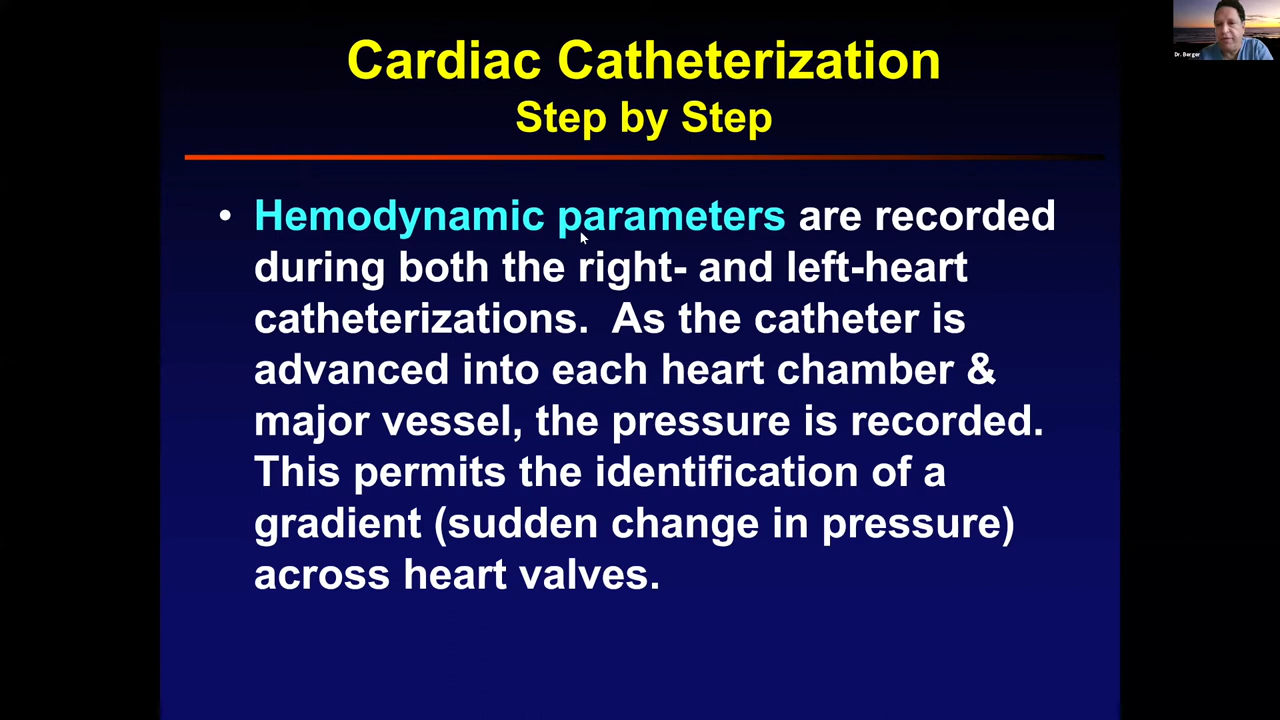 Cardiac Catheterization
Step by Step
Dr. Berger
• Hemodynamic parameters are recorded
during both the right- and left-heart
catheterizations.  As the catheter is
advanced into each heart chamber &
major vessel, the pressure is recorded.
This permits the identification of a
gradient (sudden change in pressure)
across heart valves.